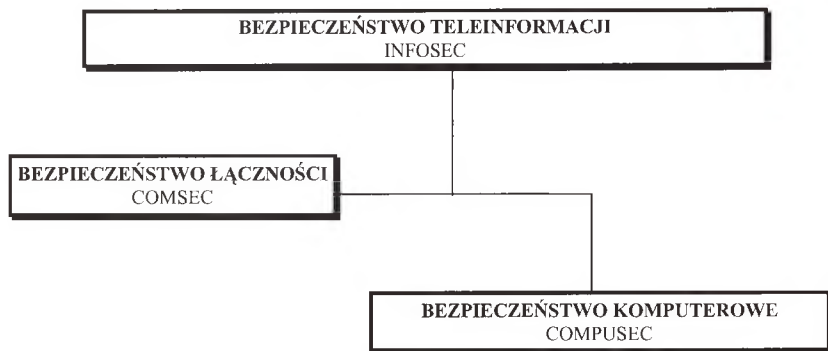 BEZPIECZEŃSTWO TELEINFORMACJI
INFOSEC
BEZPIECZEŃSTWO ŁĄCZNOŚCI
COMSEC
BEZPIECZEŃSTWO KOMPUTEROWE
COMPUSEC